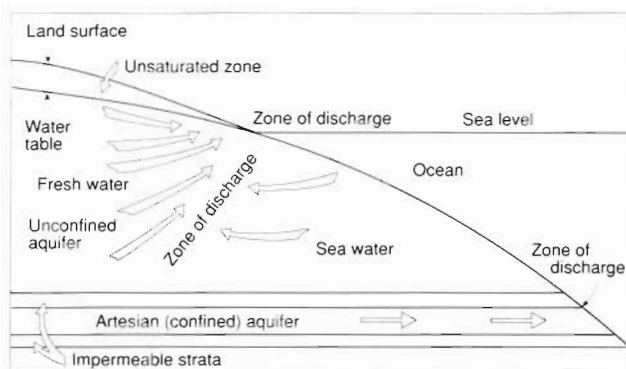 Land surface
Unsaturated zone
Zone of discharge
Sea level
Water
table
Ocean
Fresh water
Zone of discharge
Unconfined
aquifer
Sea water
Zone of
discharge
Artesian (confined) aquifer
Impermeable strata